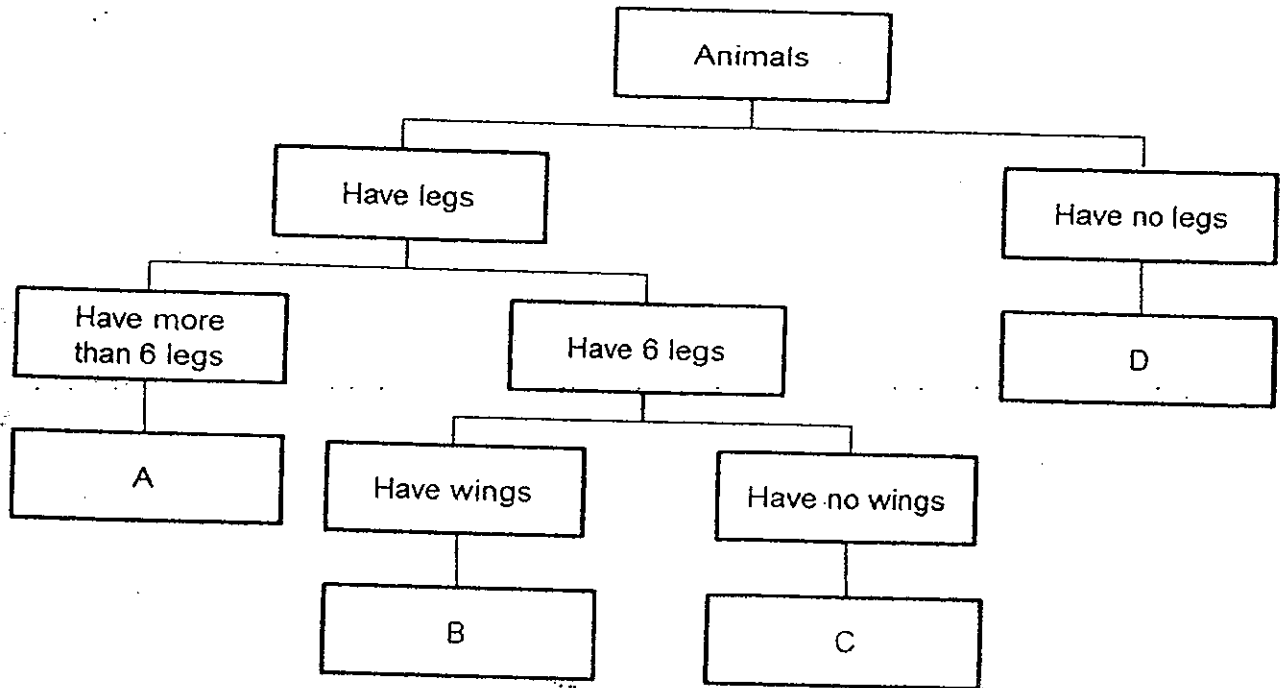 Animals
Have legs
Have no legs
Have more
than 6 legs
Have 6 legs
D
A
Have wings
Have no wings
B
C